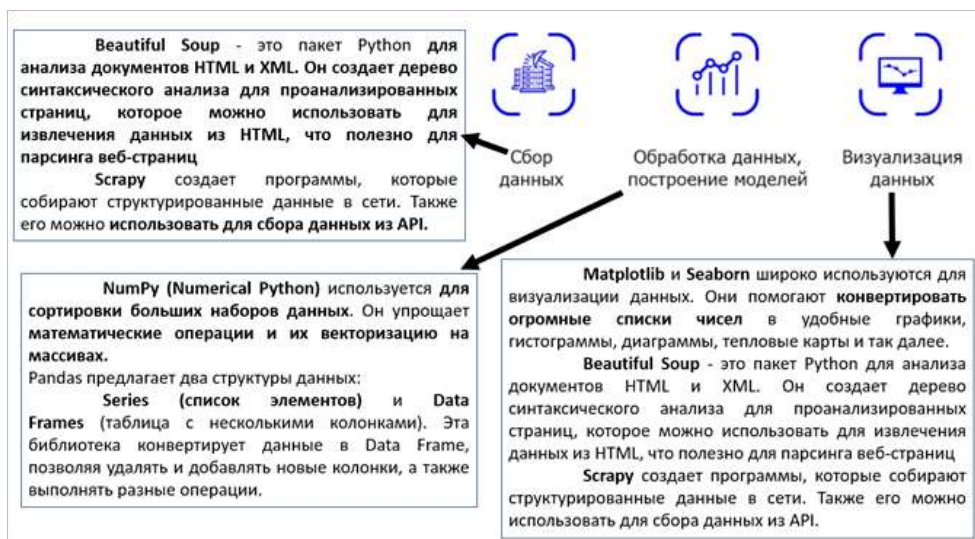 Beautiful Soup - это пакет Python для
анализа документов HTML и XML. Он создает дерево
синтаксического анализа для проанализированных
страниц, которое можно использовать для
извлечения данных из HTML, что полезно для
парсинга веб-страниц
Scrapy создает программы, которые
собирают структурированные данные в сети. Также
его можно использовать для сбора данных из API.
Сбор
данных
Обработка данных,
построение моделей
Визуализация
данных
NumPy (Numerical Python) используется для
сортировки больших наборов данных. Он упрощает
математические операции и их векторизацию на
массивах.
Pandas предлагает два структуры данных:
Series (список элементов) и Data
Frames (таблица с несколькими колонками). Эта
библиотека конвертирует данные в Data Frame,
позволяя удалять и добавлять новые колонки, а также
выполнять разные операции.
Matplotlib и Seaborn широко используются для
визуализации данных. Они помогают конвертировать
огромные списки чисел в удобные графики,
гистограммы, диаграммы, тепловые карты и так далее.
Beautiful Soup - это пакет Python для анализа
документов HTML и XML. Он создает дерево
синтаксического анализа для проанализированных
страниц, которое можно использовать для извлечения
данных из HTML, что полезно для парсинга веб-страниц
Scrapy создает программы, которые собирают
структурированные данные в сети. Также его можно
использовать для сбора данных из API.